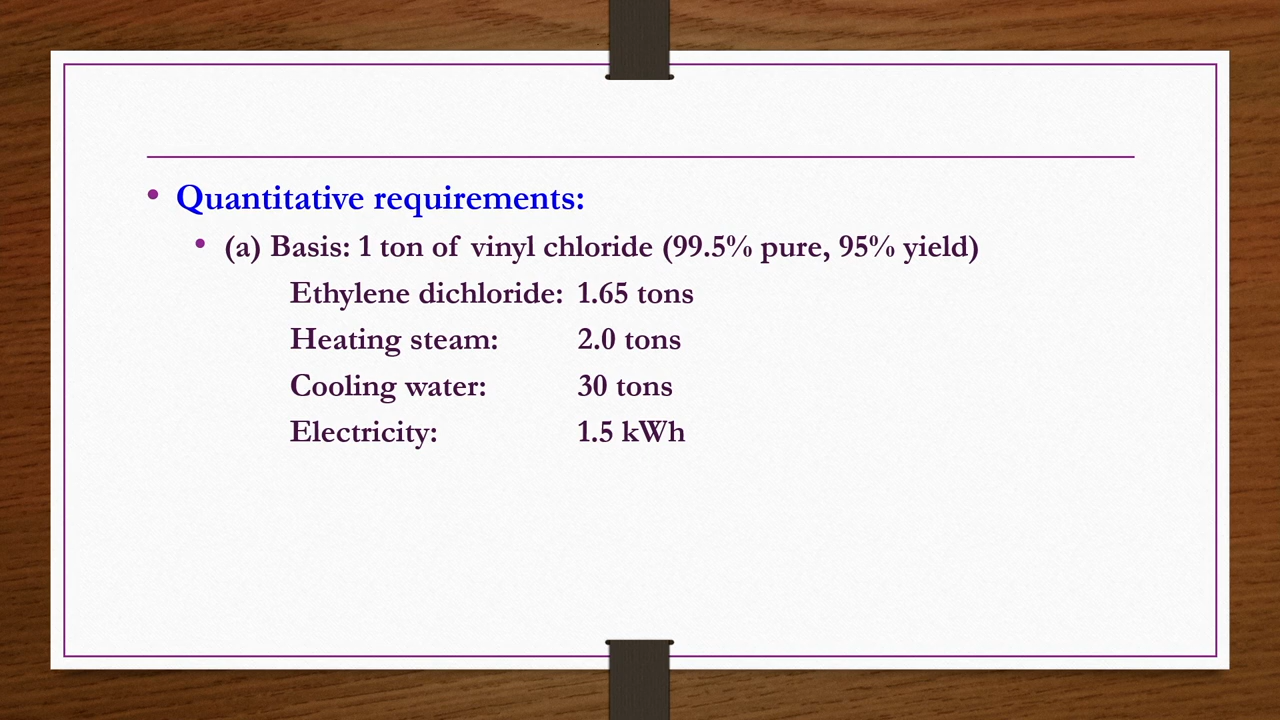 • Quantitative requirements:
• (a) Basis: 1 ton of vinyl chloride (99.5% pure, 95% yield)
Ethylene dichloride: 1.65 tons
Heating steam: 2.0 tons
Cooling water: 30 tons
Electricity: 1.5 kWh